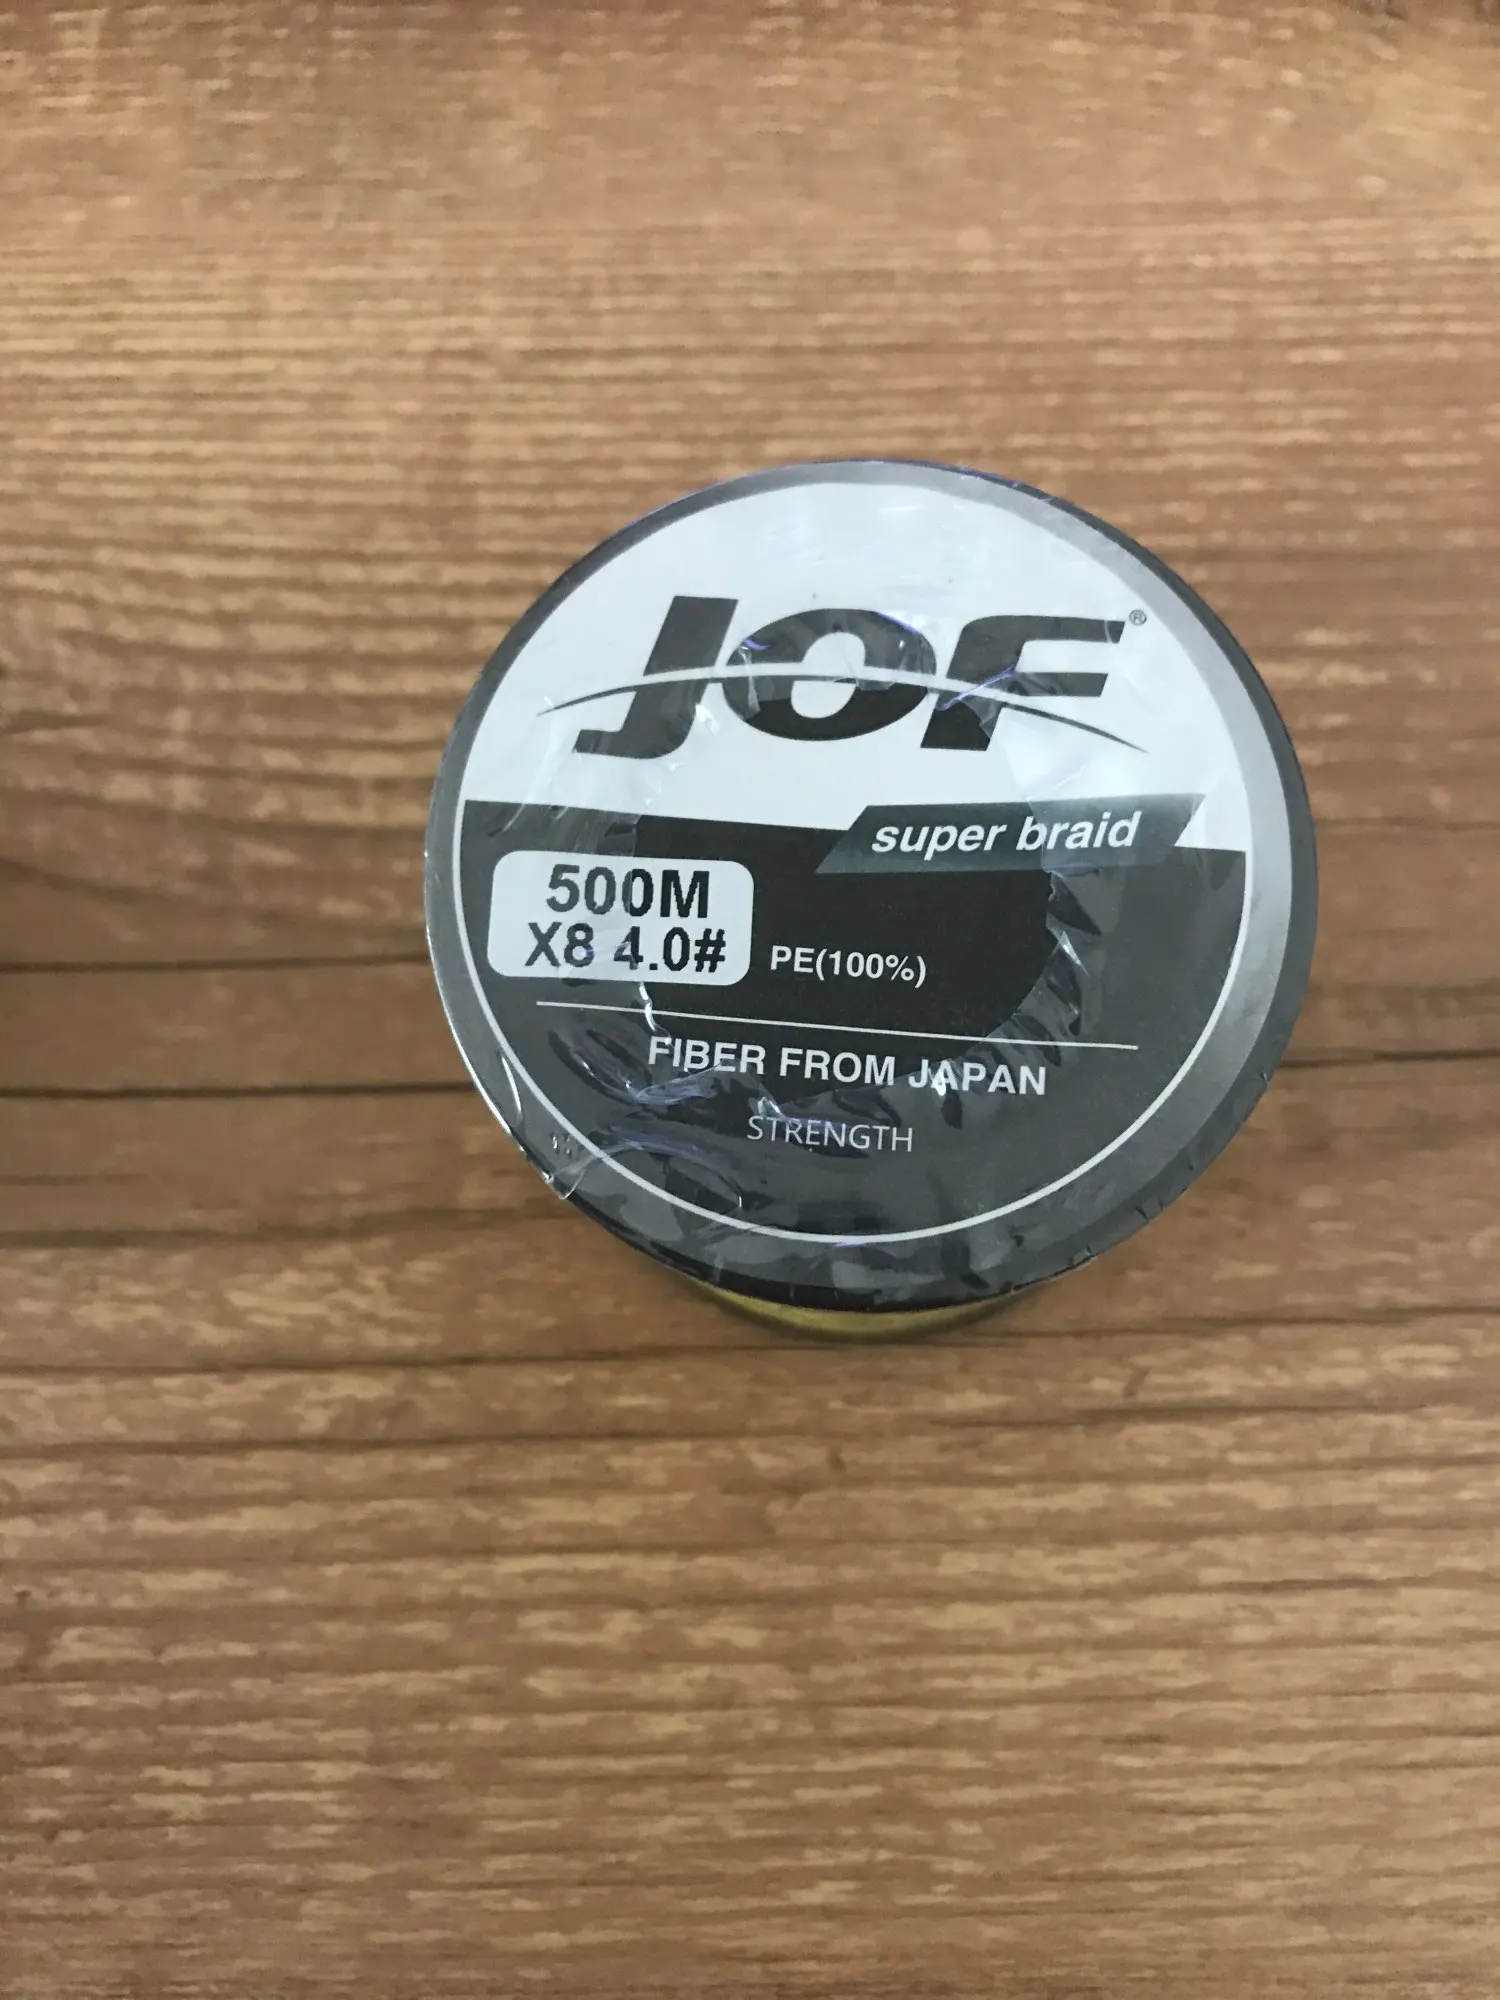 JOF®
super braid
500M
X8 4.0#
PE(100%)
FIBER FROM JAPAN
STRENGTH